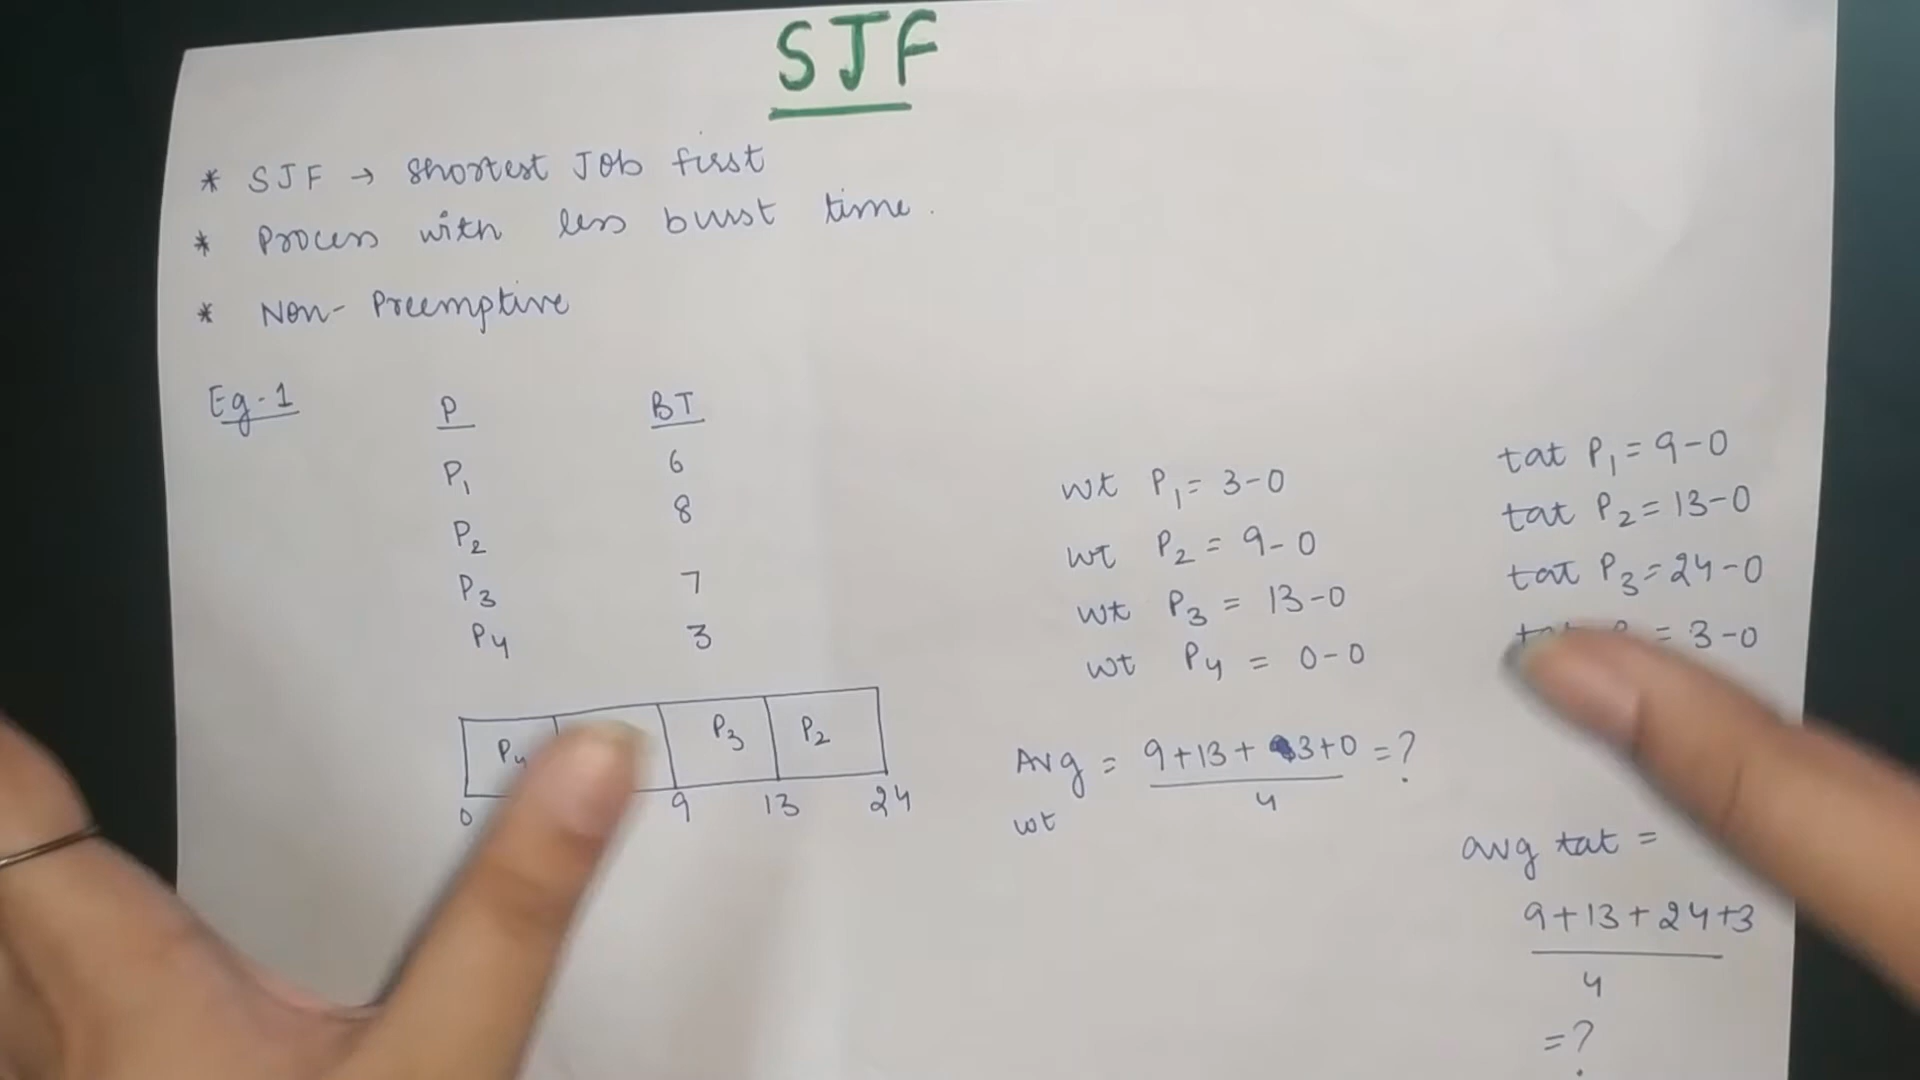 SJF
* SJF → Shortest Job first
* Process with less burst time.
* Non-Preemptive
Eg-1
P BT
P1 6
P2 8
P3 7
P4 3
P4 P3 P2
0 9 13 24
wt P1 = 3-0
wt P2 = 9-0
wt P3 = 13-0
wt P4 = 0-0
Avg wt = 9+13+3+0 = ?
4
tat P1 = 9-0
tat P2 = 13-0
tat P3 = 24-0
= 3-0
avg tat =
9+13+24+3
4
=?